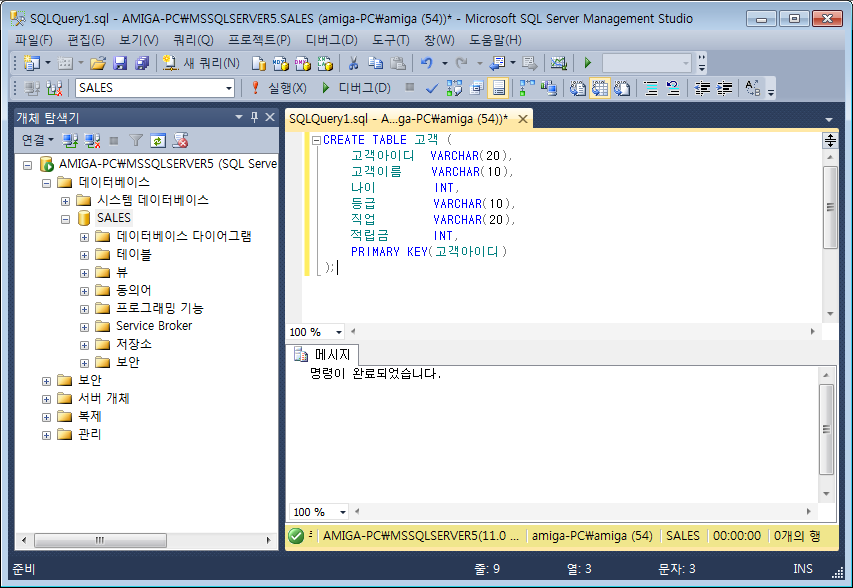 SQLQuery1.sql - AMIGA-PC\MSSQLSERVER5.SALES (amiga-PC\amiga (54))* - Microsoft SQL Server Management Studio
파일(F) 편집(E) 보기(V) 쿼리(Q) 프로젝트(P) 디버그(D) 도구(T) 창(W) 도움말(H)
새 쿼리(N)
SALES 실행(X) 디버그(D)
개체 탐색기
연결
AMIGA-PC₩MSSQLSERVER5 (SQL Serve
데이터베이스
시스템 데이터베이스
SALES
데이터베이스 다이어그램
테이블
뷰
동의어
프로그래밍 기능
Service Broker
저장소
보안
보안
서버 개체
복제
관리
SQLQuery1.sql - A...ga-PC₩amiga (54))*
CREATE TABLE 고객 (
고객아이디 VARCHAR(20),
고객이름 VARCHAR(10),
나이 INT,
등급 VARCHAR(10),
직업 VARCHAR(20),
적립금 INT,
PRIMARY KEY(고객아이디)
);
100 %
메시지
명령이 완료되었습니다.
100 %
AMIGA-PC₩MSSQLSERVER5(11.0 ... amiga-PC₩amiga (54) SALES 00:00:00 0개의 행
준비 줄: 9 열: 3 문자: 3 INS